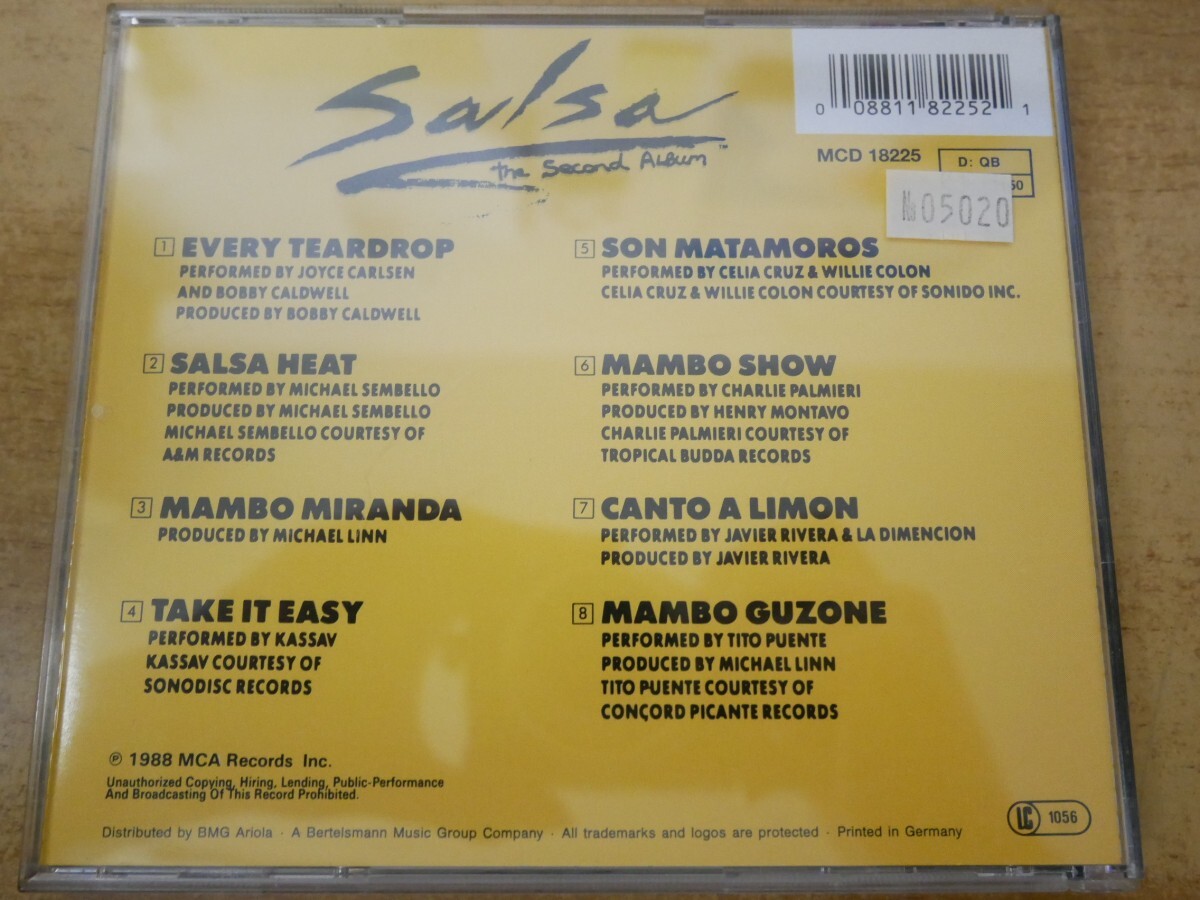 Salsa
the Second Album
0 08811 82252 1
MCD 18225
D: QB
50
№05020
1 EVERY TEARDROP
PERFORMED BY JOYCE CARLSEN
AND BOBBY CALDWELL
PRODUCED BY BOBBY CALDWELL
2 SALSA HEAT
PERFORMED BY MICHAEL SEMBELLO
PRODUCED BY MICHAEL SEMBELLO
MICHAEL SEMBELLO COURTESY OF
A&M RECORDS
3 MAMBO MIRANDA
PRODUCED BY MICHAEL LINN
4 TAKE IT EASY
PERFORMED BY KASSAV
KASSAV COURTESY OF
SONODISC RECORDS
5 SON MATAMOROS
PERFORMED BY CELIA CRUZ & WILLIE COLON
CELIA CRUZ & WILLIE COLON COURTESY OF SONIDO INC.
6 MAMBO SHOW
PERFORMED BY CHARLIE PALMIERI
PRODUCED BY HENRY MONTAVO
CHARLIE PALMIERI COURTESY OF
TROPICAL BUDDA RECORDS
7 CANTO A LIMON
PERFORMED BY JAVIER RIVERA & LA DIMENCION
PRODUCED BY JAVIER RIVERA
8 MAMBO GUZONE
PERFORMED BY TITO PUENTE
PRODUCED BY MICHAEL LINN
TITO PUENTE COURTESY OF
CONÇORD PICANTE RECORDS
℗ 1988 MCA Records Inc.
Unauthorized Copying, Hiring, Lending, Public-Performance
And Broadcasting Of This Record Prohibited.
Distributed by BMG Ariola · A Bertelsmann Music Group Company · All trademarks and logos are protected · Printed in Germany
LC 1056